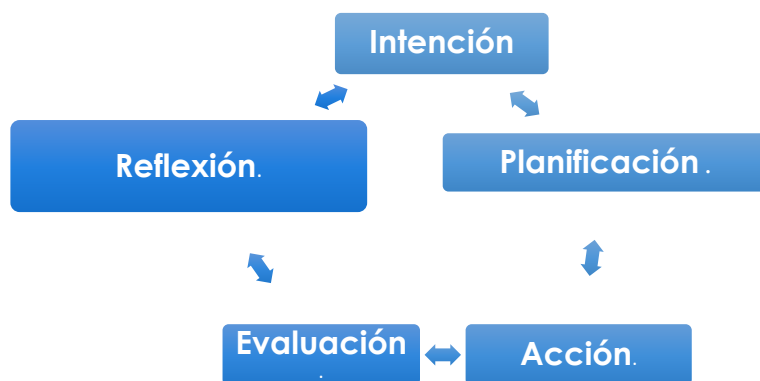 Intención
Reflexión.
Planificación .
Evaluación
.
Acción.